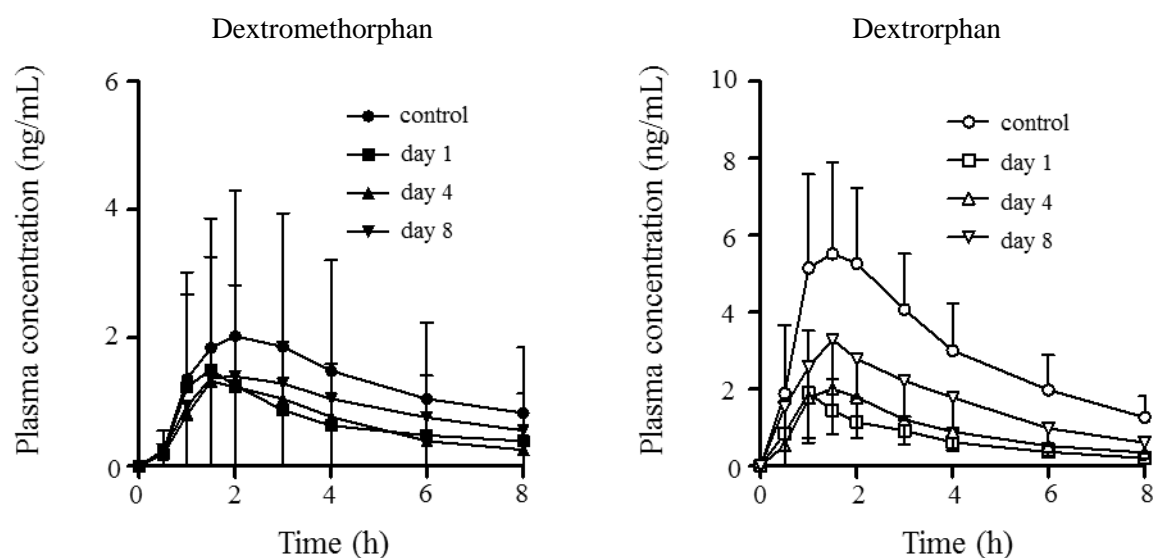 Dextromethorphan
Plasma concentration (ng/mL)
6
4
2
0
control
day 1
day 4
day 8
0 2 4 6 8
Time (h)
Dextrorphan
Plasma concentration (ng/mL)
10
8
6
4
2
0
control
day 1
day 4
day 8
0 2 4 6 8
Time (h)